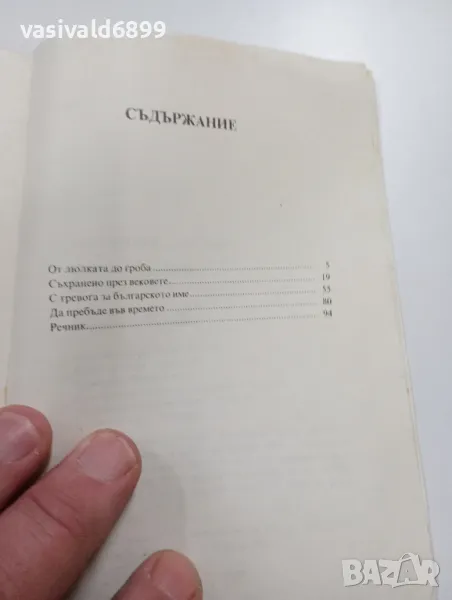 vasivald6899
СЪДЪРЖАНИЕ
От люлката до гроба 5
Съхранено през вековете 19
С тревога за българското име 55
Да пребъде във времето 80
Речник 94
BAZAR